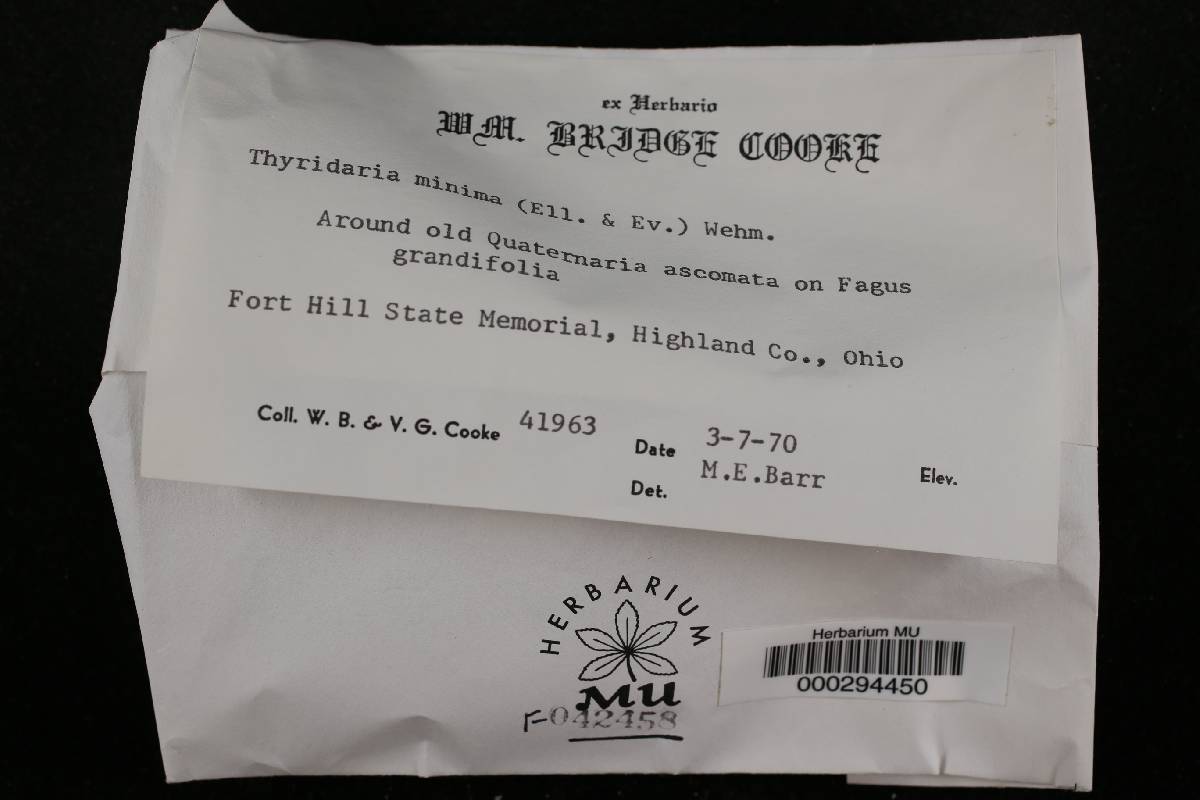 ex Herbario
WM. BRIDGE COOKE
Thyridaria minima (Ell. & Ev.) Wehm.
Around old Quaternaria ascomata on Fagus
grandifolia
Fort Hill State Memorial, Highland Co., Ohio
Coll. W. B. & V. G. Cooke 41963
Date 3-7-70
Det. M.E.Barr
Elev.
HERBARIUM
MU
F-042458
Herbarium MU
000294450